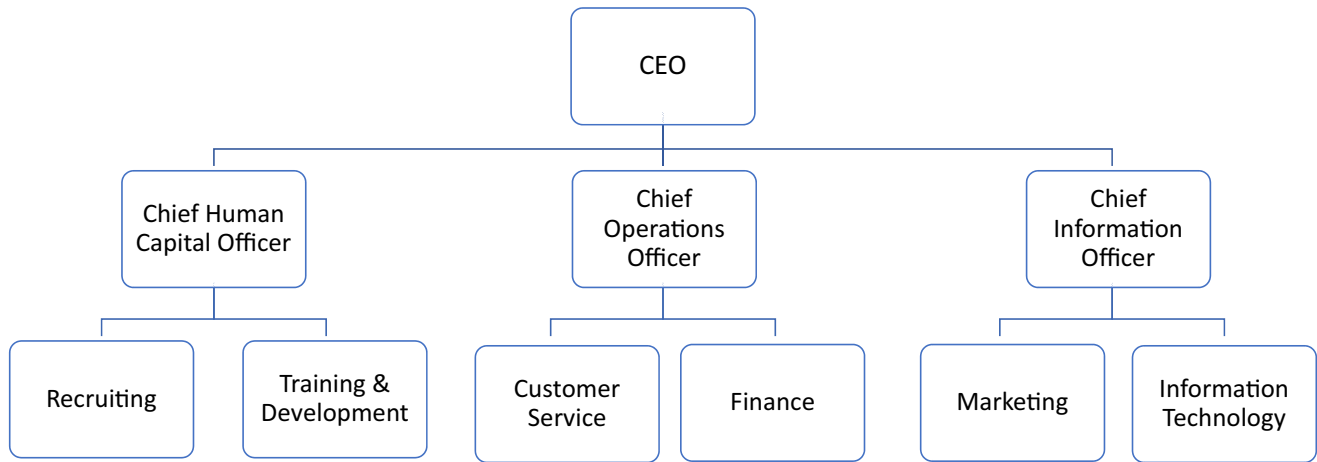 CEO
Chief Human
Capital Officer
Chief
Operations
Officer
Chief
Information
Officer
Recruiting
Training &
Development
Customer
Service
Finance
Marketing
Information
Technology